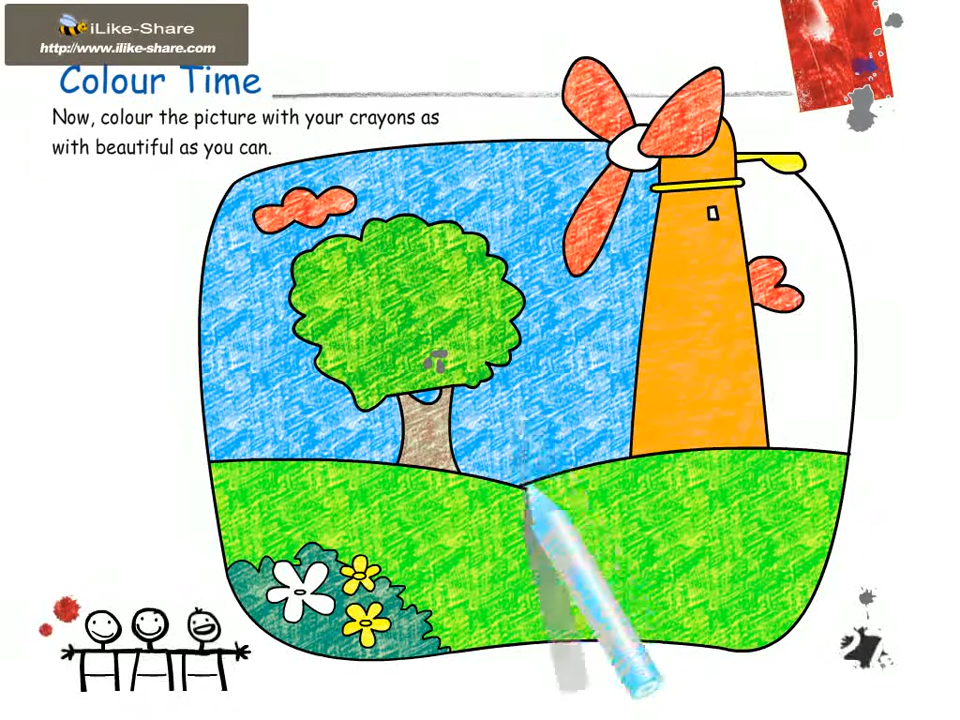 iLike-Share
http://www.ilike-share.com
Colour Time
Now, colour the picture with your crayons as
with beautiful as you can.